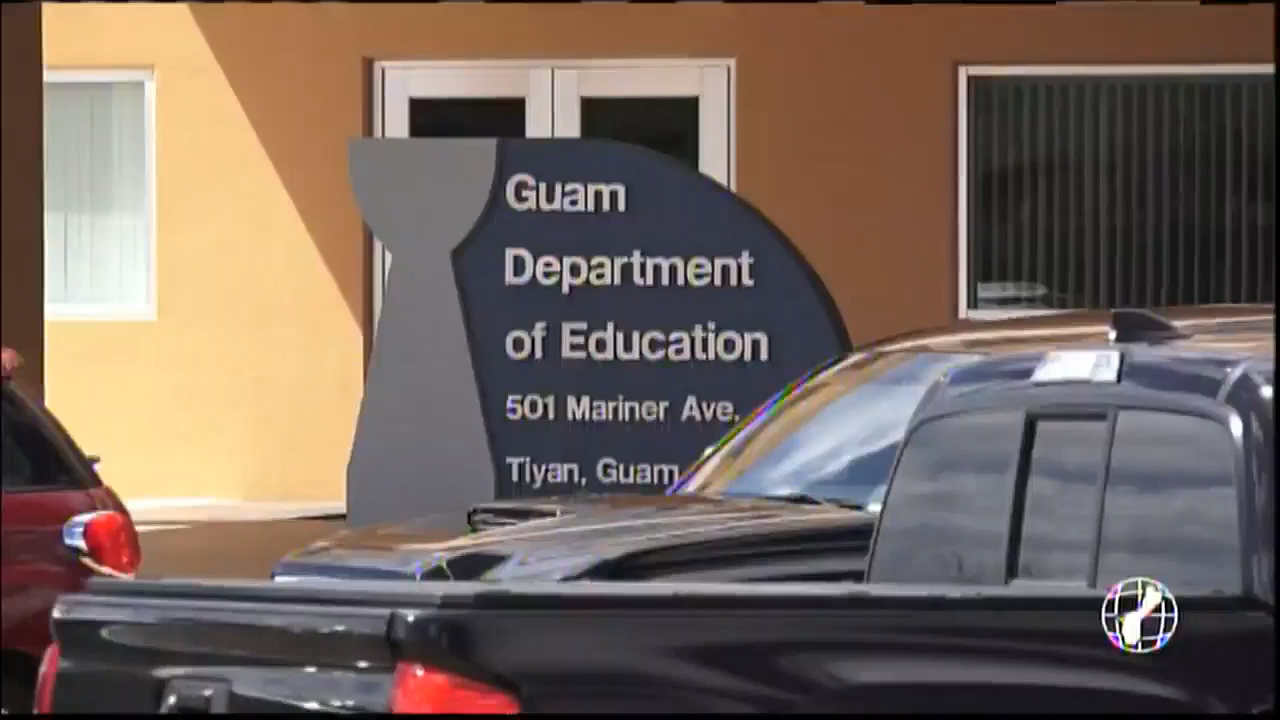 Guam
Department
of Education
501 Mariner Ave.
Tiyan, Guam